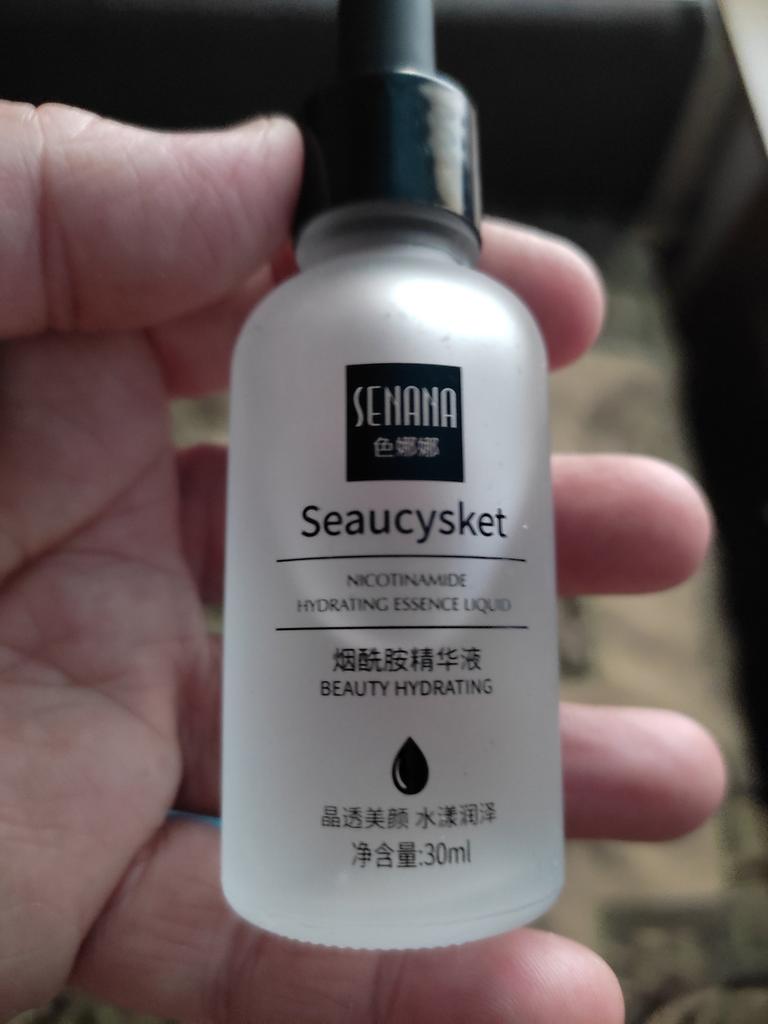 SENANA
色娜娜
Seaucysket
NICOTINAMIDE
HYDRATING ESSENCE LIQUID
烟酰胺精华液
BEAUTY HYDRATING
晶透美颜 水漾润泽
净含量:30ml